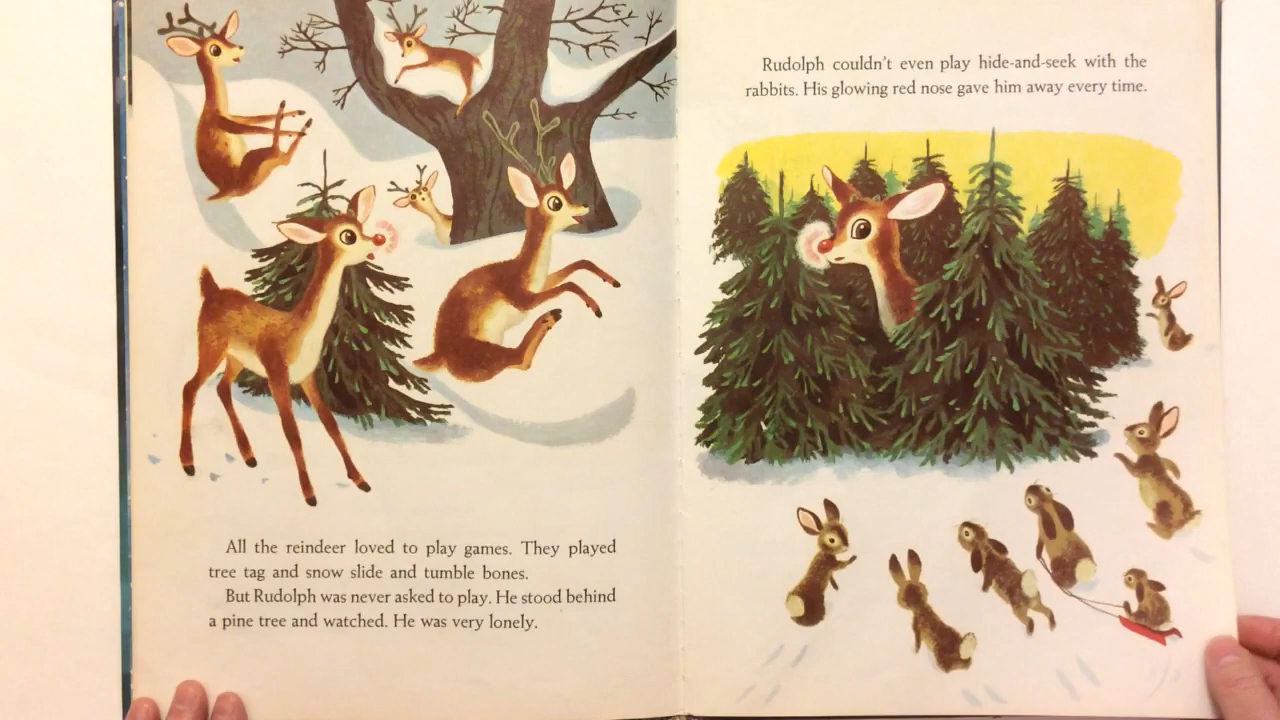 All the reindeer loved to play games. They played
tree tag and snow slide and tumble bones.
But Rudolph was never asked to play. He stood behind
a pine tree and watched. He was very lonely.
Rudolph couldn't even play hide-and-seek with the
rabbits. His glowing red nose gave him away every time.